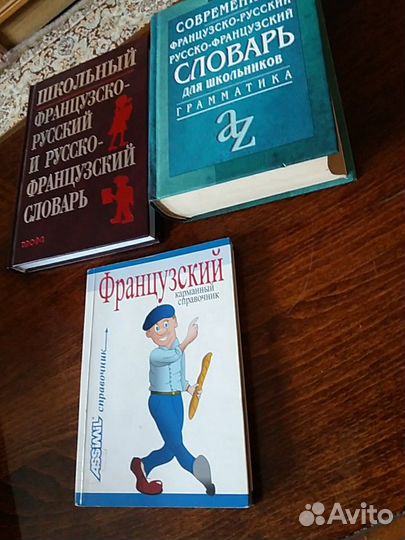 ШКОЛЬНЫЙ
ФРАНЦУЗСКО-
РУССКИЙ
И РУССКО-
ФРАНЦУЗСКИЙ
СЛОВАРЬ
ФРАНЦУЗСКО-РУССКИЙ
РУССКО-ФРАНЦУЗСКИЙ
СЛОВАРЬ
ДЛЯ ШКОЛЬНИКОВ
ГРАММАТИКА
az
Французский
карманный
справочник
ASSIMIL справочник
Avito